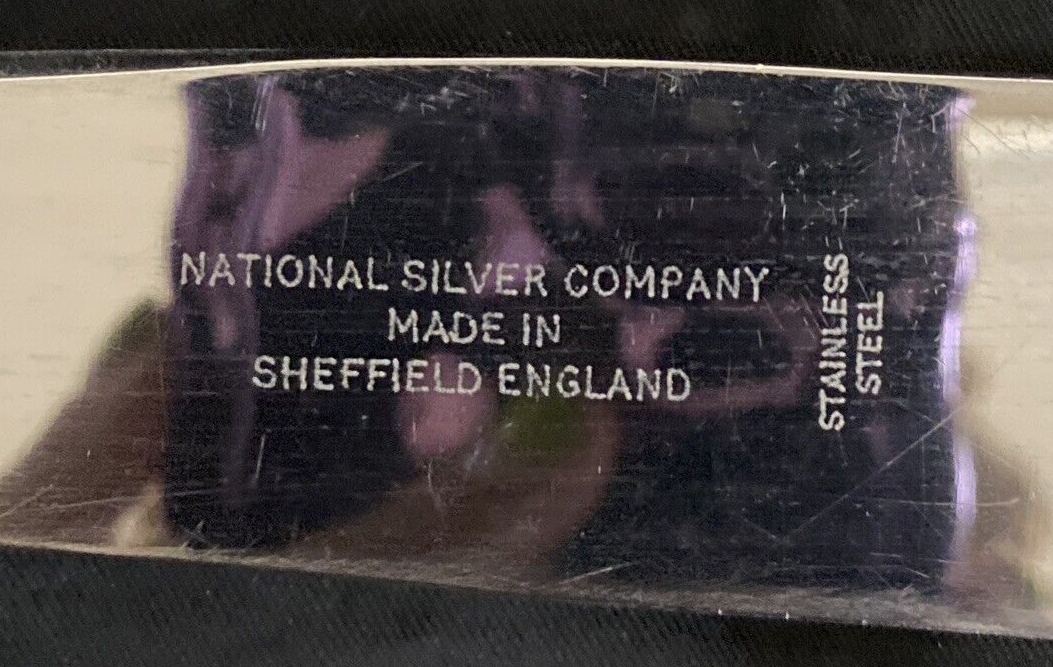 NATIONAL SILVER COMPANY
MADE IN
SHEFFIELD ENGLAND
STAINLESS
STEEL